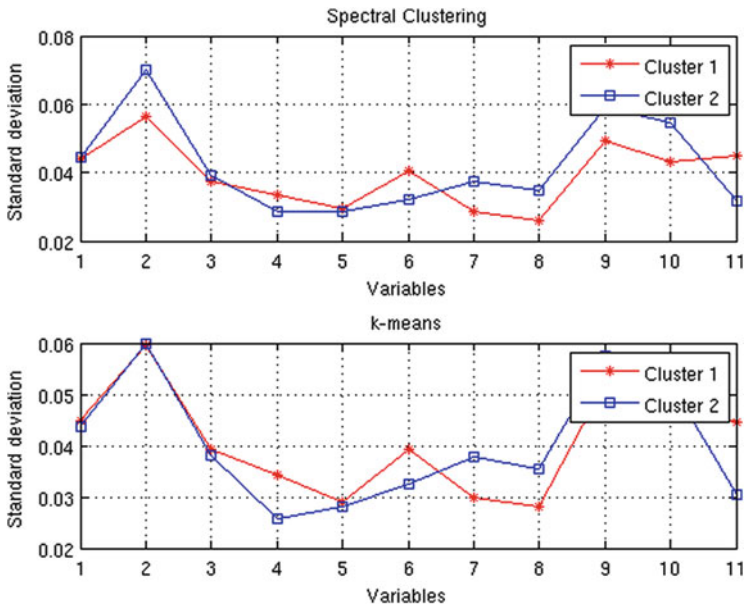 Spectral Clustering
0.08
0.06
0.04
0.02
Standard deviation
Cluster 1
Cluster 2
1 2 3 4 5 6 7 8 9 10 11
Variables
k-means
0.06
0.05
0.04
0.03
0.02
Standard deviation
Cluster 1
Cluster 2
1 2 3 4 5 6 7 8 9 10 11
Variables